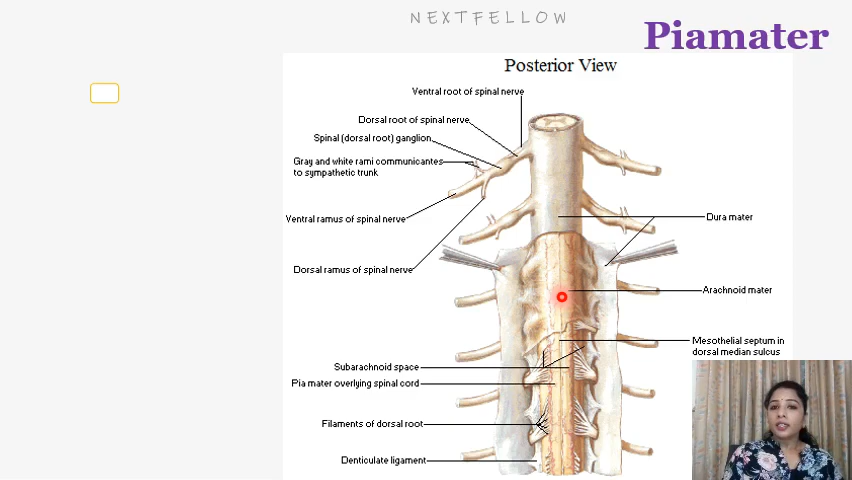 NEXTFELLOW
Piamater
Posterior View
Ventral root of spinal nerve
Dorsal root of spinal nerve
Spinal (dorsal root) ganglion
Gray and white rami communicantes
to sympathetic trunk
Ventral ramus of spinal nerve
Dura mater
Dorsal ramus of spinal nerve
Arachnoid mater
Mesothelial septum in
dorsal median sulcus
Subarachnoid space
Pia mater overlying spinal cord
Filaments of dorsal root
Denticulate ligament